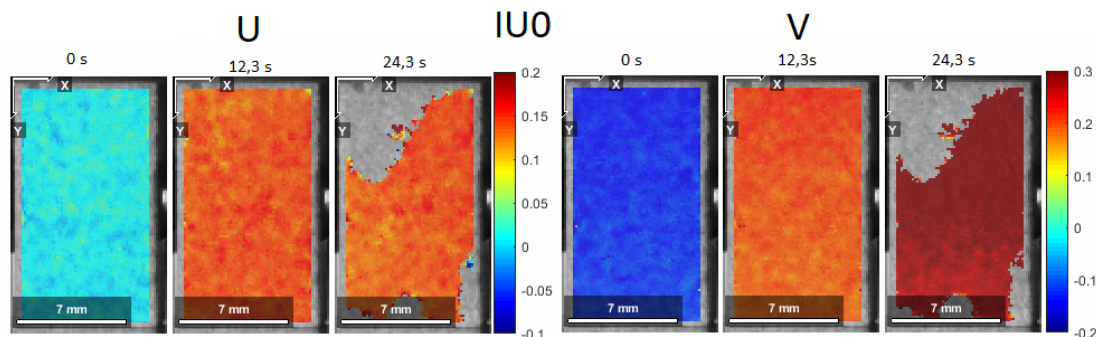 U
IU0
V
0 s
12,3 s
24,3 s
0 s
12,3s
24,3 s
X
Y
7 mm
X
Y
7 mm
X
Y
7 mm
0.2
0.15
0.1
0.05
0
-0.05
-0.1
X
Y
7 mm
X
Y
7 mm
X
Y
7 mm
0.3
0.2
0.1
0
-0.1
-0.2